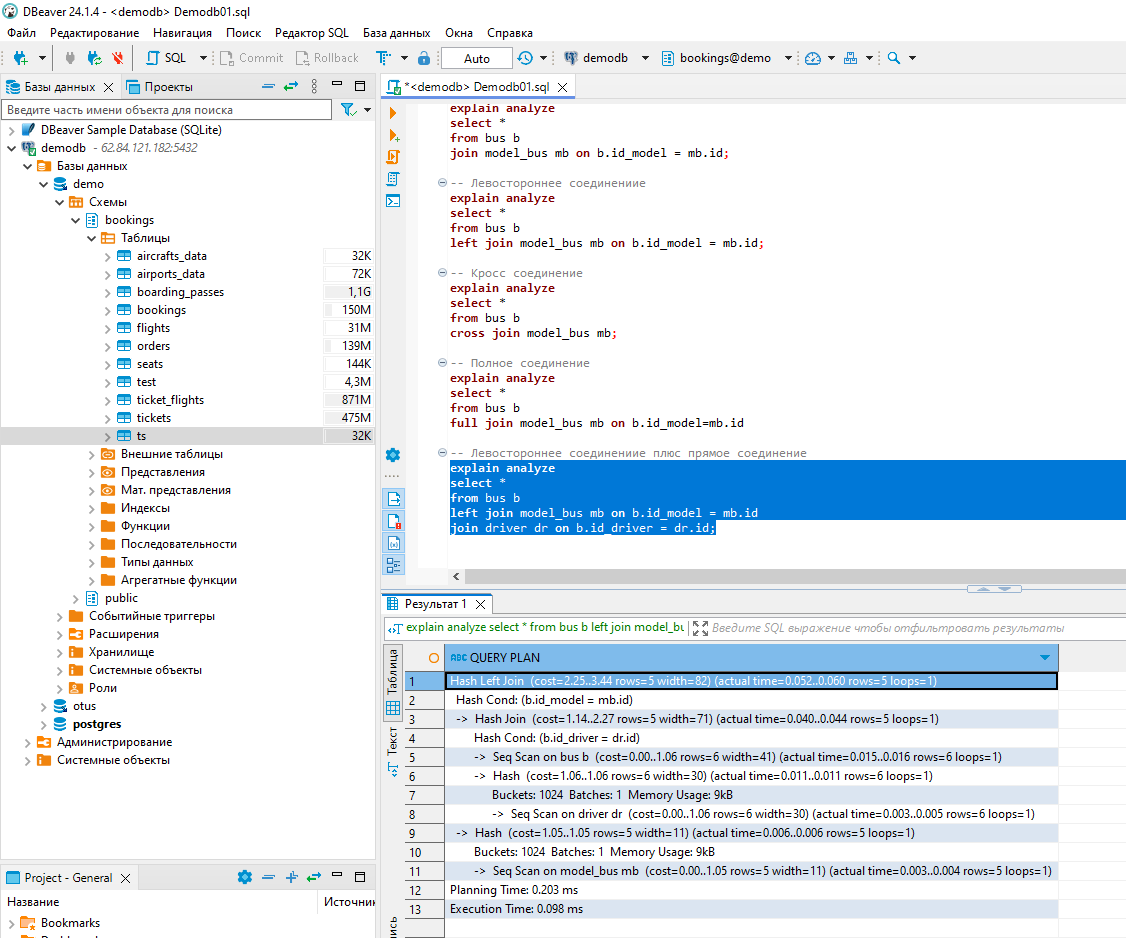 DBeaver 24.1.4 - <demodb> Demodb01.sql
Файл Редактирование Навигация Поиск Редактор SQL База данных Окна Справка
SQL Commit Rollback Auto demodb bookings@demo
Базы данных Проекты
Введите часть имени объекта для поиска
DBeaver Sample Database (SQLite)
demodb - 62.84.121.182:5432
Базы данных
demo
Схемы
bookings
Таблицы
aircrafts_data 32K
airports_data 72K
boarding_passes 1,1G
bookings 150M
flights 31M
orders 139M
seats 144K
test 4,3M
ticket_flights 871M
tickets 475M
ts 32K
Внешние таблицы
Представления
Мат. представления
Индексы
Функции
Последовательности
Типы данных
Агрегатные функции
public
Событийные триггеры
Расширения
Хранилище
Системные объекты
Роли
otus
postgres
Администрирование
Системные объекты
Project - General
Название Источник
Bookmarks
*<demodb> Demodb01.sql
explain analyze
select *
from bus b
join model_bus mb on b.id_model = mb.id;
-- Левостороннее соединениие
explain analyze
select *
from bus b
left join model_bus mb on b.id_model = mb.id;
-- Кросс соединение
explain analyze
select *
from bus b
cross join model_bus mb;
-- Полное соединение
explain analyze
select *
from bus b
full join model_bus mb on b.id_model=mb.id
-- Левостороннее соединениие плюс прямое соединение
explain analyze
select *
from bus b
left join model_bus mb on b.id_model = mb.id
join driver dr on b.id_driver = dr.id;
Результат 1
explain analyze select * from bus b left join model_bu Введите SQL выражение чтобы отфильтровать результаты
Таблица
Текст
ABC QUERY PLAN
1 Hash Left Join (cost=2.25..3.44 rows=5 width=82) (actual time=0.052..0.060 rows=5 loops=1)
2 Hash Cond: (b.id_model = mb.id)
3 -> Hash Join (cost=1.14..2.27 rows=5 width=71) (actual time=0.040..0.044 rows=5 loops=1)
4 Hash Cond: (b.id_driver = dr.id)
5 -> Seq Scan on bus b (cost=0.00..1.06 rows=6 width=41) (actual time=0.015..0.016 rows=6 loops=1)
6 -> Hash (cost=1.06..1.06 rows=6 width=30) (actual time=0.011..0.011 rows=6 loops=1)
7 Buckets: 1024 Batches: 1 Memory Usage: 9kB
8 -> Seq Scan on driver dr (cost=0.00..1.06 rows=6 width=30) (actual time=0.003..0.005 rows=6 loops=1)
9 -> Hash (cost=1.05..1.05 rows=5 width=11) (actual time=0.006..0.006 rows=5 loops=1)
10 Buckets: 1024 Batches: 1 Memory Usage: 9kB
11 -> Seq Scan on model_bus mb (cost=0.00..1.05 rows=5 width=11) (actual time=0.003..0.004 rows=5 loops=1)
12 Planning Time: 0.203 ms
13 Execution Time: 0.098 ms